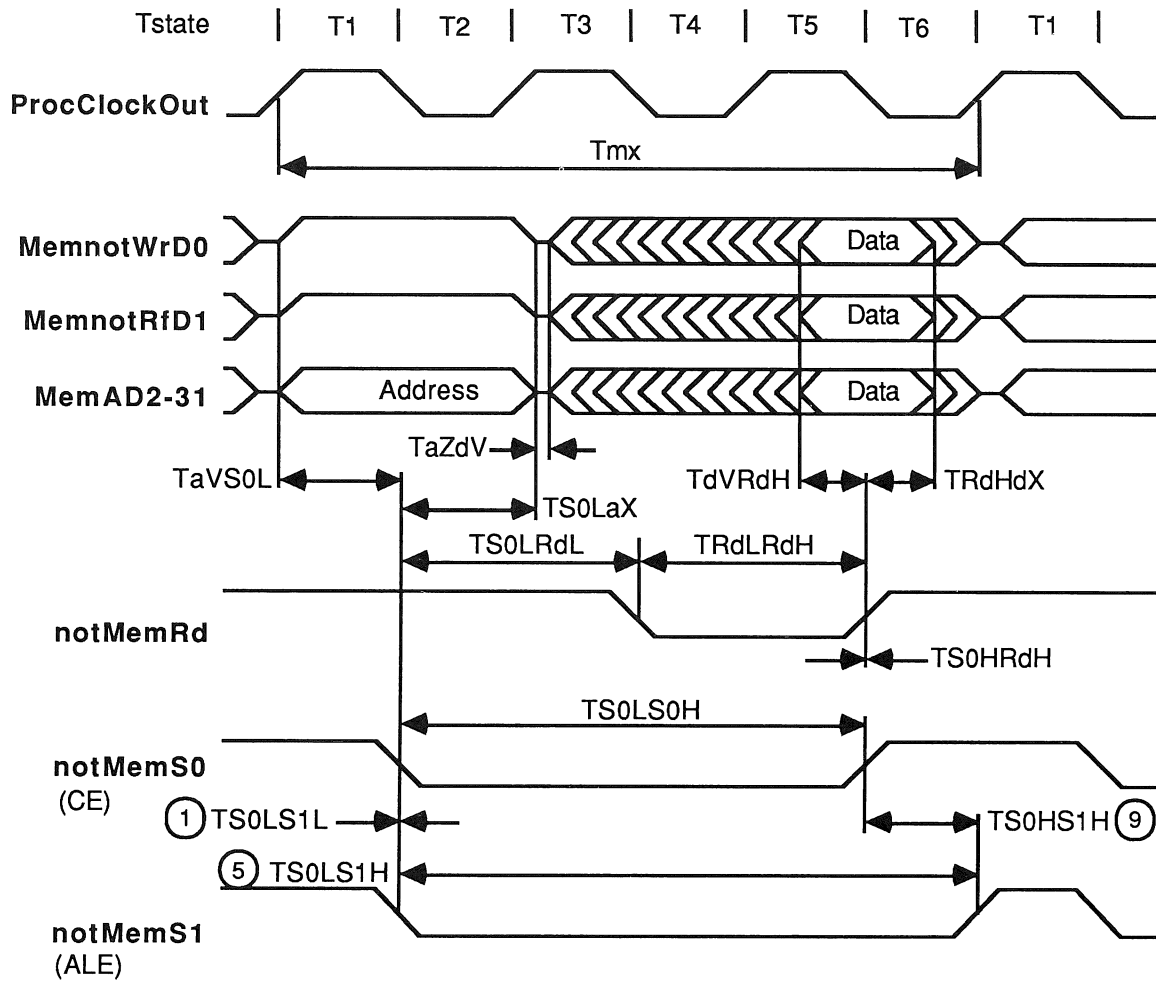 Tstate | T1 | T2 | T3 | T4 | T5 | T6 | T1 |
ProcClockOut
Tmx
MemnotWrD0 Data
MemnotRfD1 Data
MemAD2-31 Address Data
TaZdV
TaVS0L TdVRdH TRdHdX
TS0LaX
TS0LRdL TRdLRdH
notMemRd
TS0HRdH
TS0LS0H
notMemS0
(CE)
1 TS0LS1L TS0HS1H 9
5 TS0LS1H
notMemS1
(ALE)